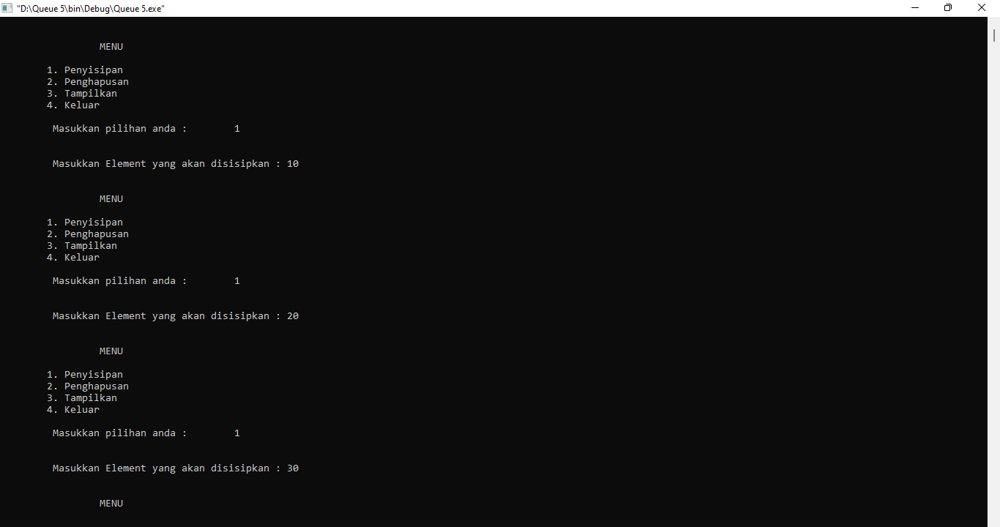 "D:\Queue 5\bin\Debug\Queue 5.exe"
MENU
1. Penyisipan
2. Penghapusan
3. Tampilkan
4. Keluar
Masukkan pilihan anda : 1
Masukkan Element yang akan disisipkan : 10
MENU
1. Penyisipan
2. Penghapusan
3. Tampilkan
4. Keluar
Masukkan pilihan anda : 1
Masukkan Element yang akan disisipkan : 20
MENU
1. Penyisipan
2. Penghapusan
3. Tampilkan
4. Keluar
Masukkan pilihan anda : 1
Masukkan Element yang akan disisipkan : 30
MENU